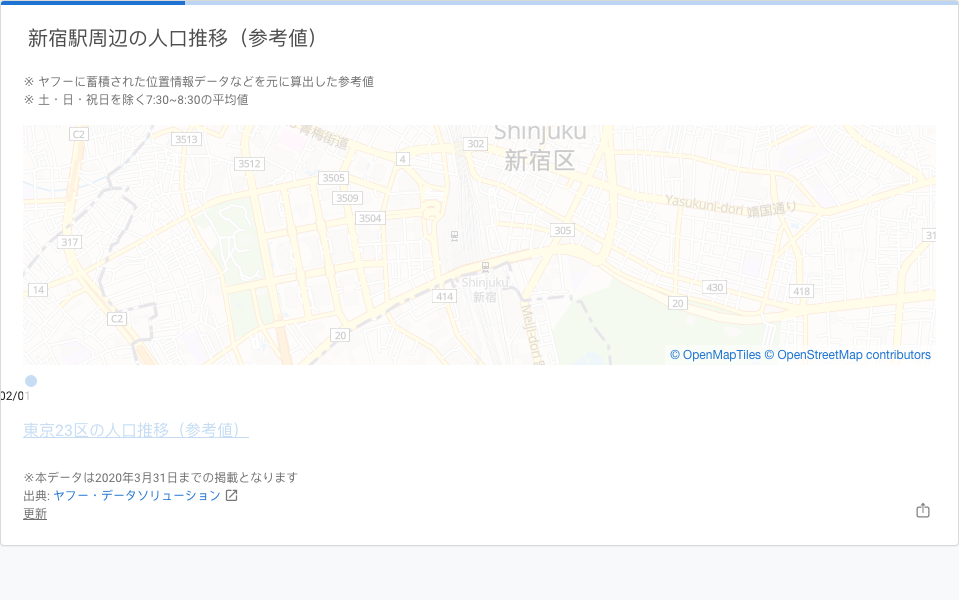 新宿駅周辺の人口推移（参考値）
※ ヤフーに蓄積された位置情報データなどを元に算出した参考値
※ 土・日・祝日を除く7:30~8:30の平均値
C2
3513
青梅街道
302
Shinjuku
新宿区
4
3512
3505
3509
3504
Yasukuni-dori 靖国通り
305
317
31
Shinjuku
新宿
14
414
430
418
20
C2
20
Meiji-dori
© OpenMapTiles © OpenStreetMap contributors
02/01
東京23区の人口推移（参考値）
※本データは2020年3月31日までの掲載となります
出典: ヤフー・データソリューション
更新